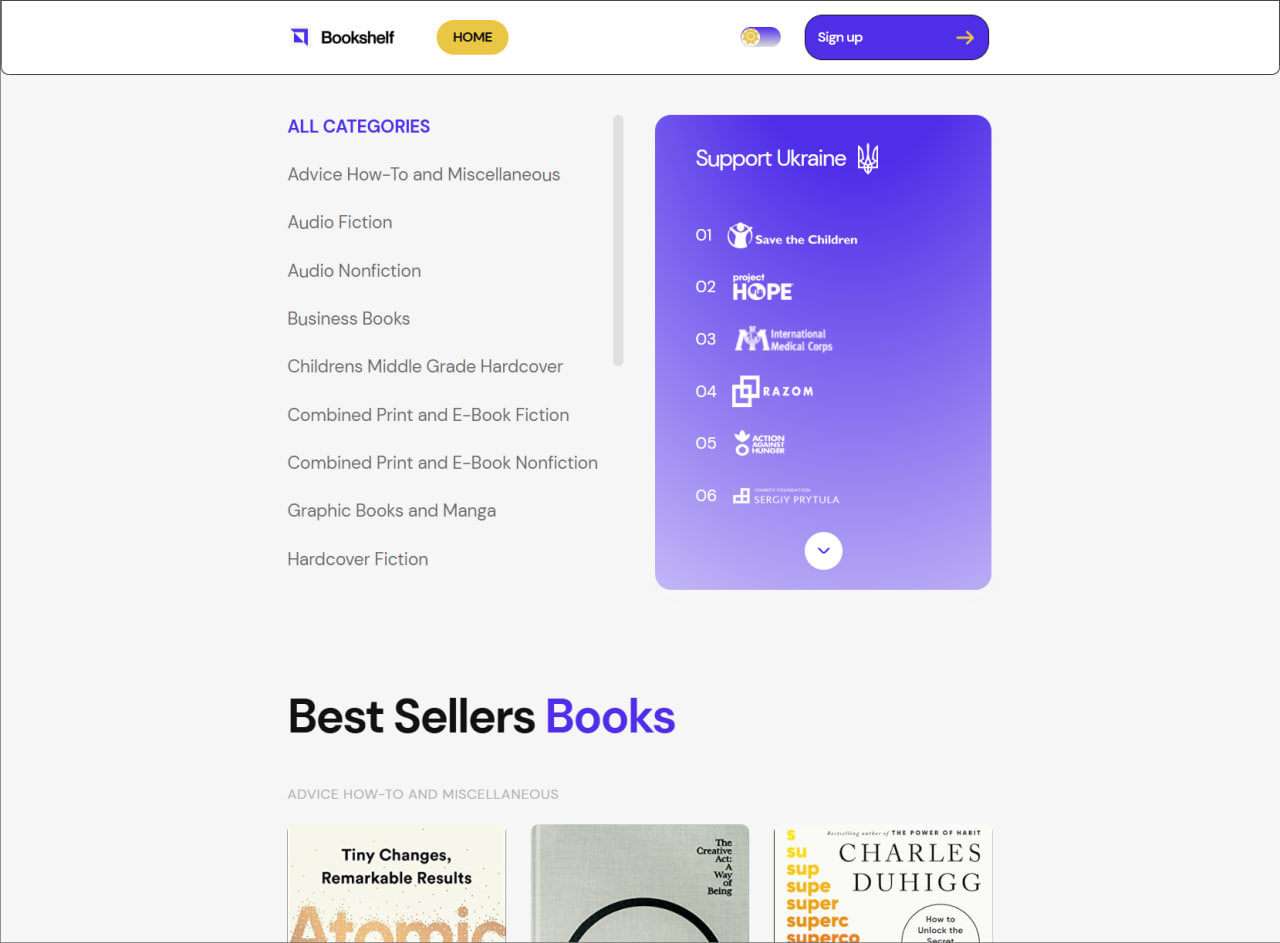 Bookshelf
HOME
Sign up
ALL CATEGORIES
Advice How-To and Miscellaneous
Audio Fiction
Audio Nonfiction
Business Books
Childrens Middle Grade Hardcover
Combined Print and E-Book Fiction
Combined Print and E-Book Nonfiction
Graphic Books and Manga
Hardcover Fiction
Support Ukraine
01 Save the Children
02 project
HOPE
03 International
Medical Corps
04 RAZOM
05 ACTION
AGAINST
HUNGER
06 CHARITY FOUNDATION
SERGIY PRYTULA
Best Sellers Books
ADVICE HOW-TO AND MISCELLANEOUS
Tiny Changes,
Remarkable Results
Atomic
The
Creative
Act:
A
Way
of
Being
Bestselling author of THE POWER OF HABIT
CHARLES
DUHIGG
s
su
sup
supe
super
superc
superco
How to
Unlock the
Secret